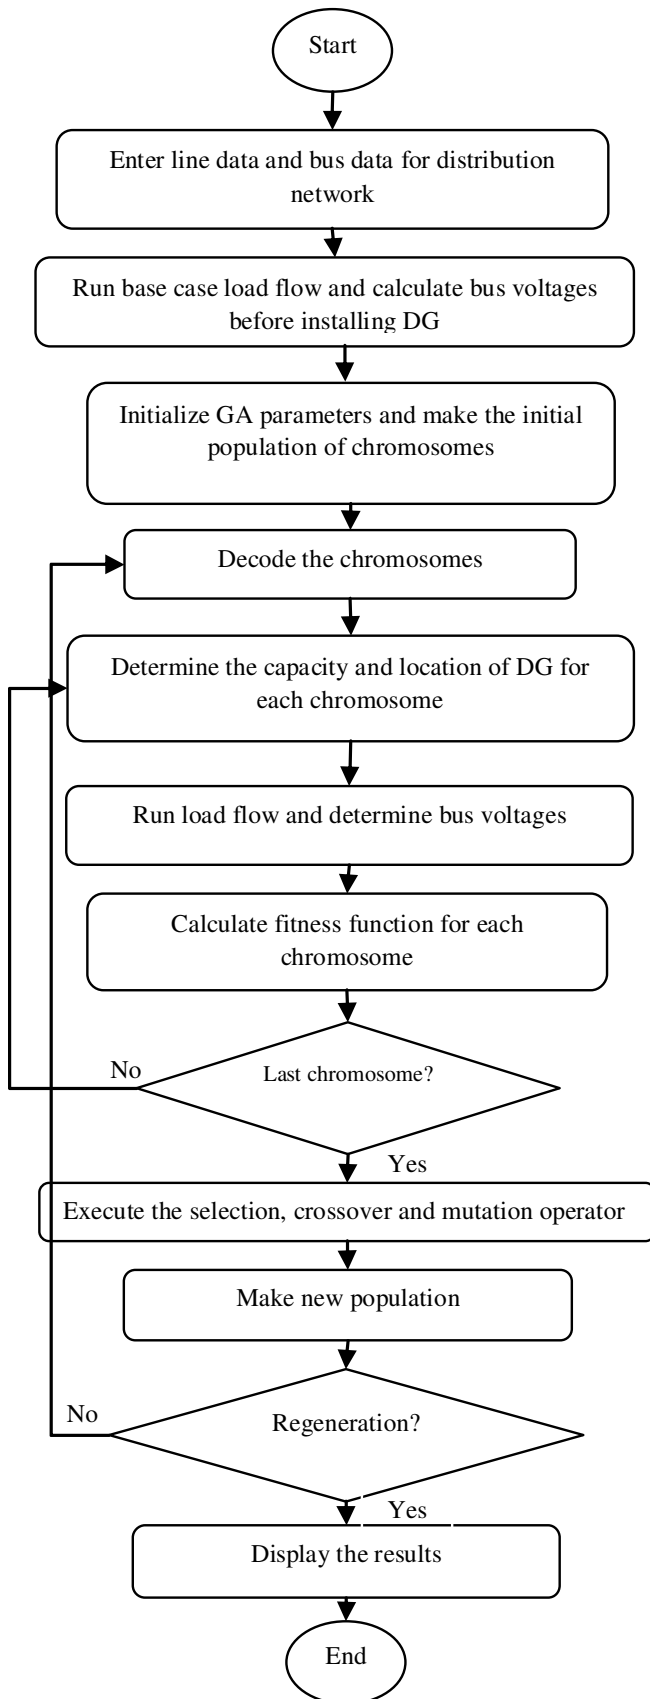 Start
Enter line data and bus data for distribution
network
Run base case load flow and calculate bus voltages
before installing DG
Initialize GA parameters and make the initial
population of chromosomes
Decode the chromosomes
Determine the capacity and location of DG for
each chromosome
Run load flow and determine bus voltages
Calculate fitness function for each
chromosome
No
Last chromosome?
Yes
Execute the selection, crossover and mutation operator
Make new population
No
Regeneration?
Yes
Display the results
End